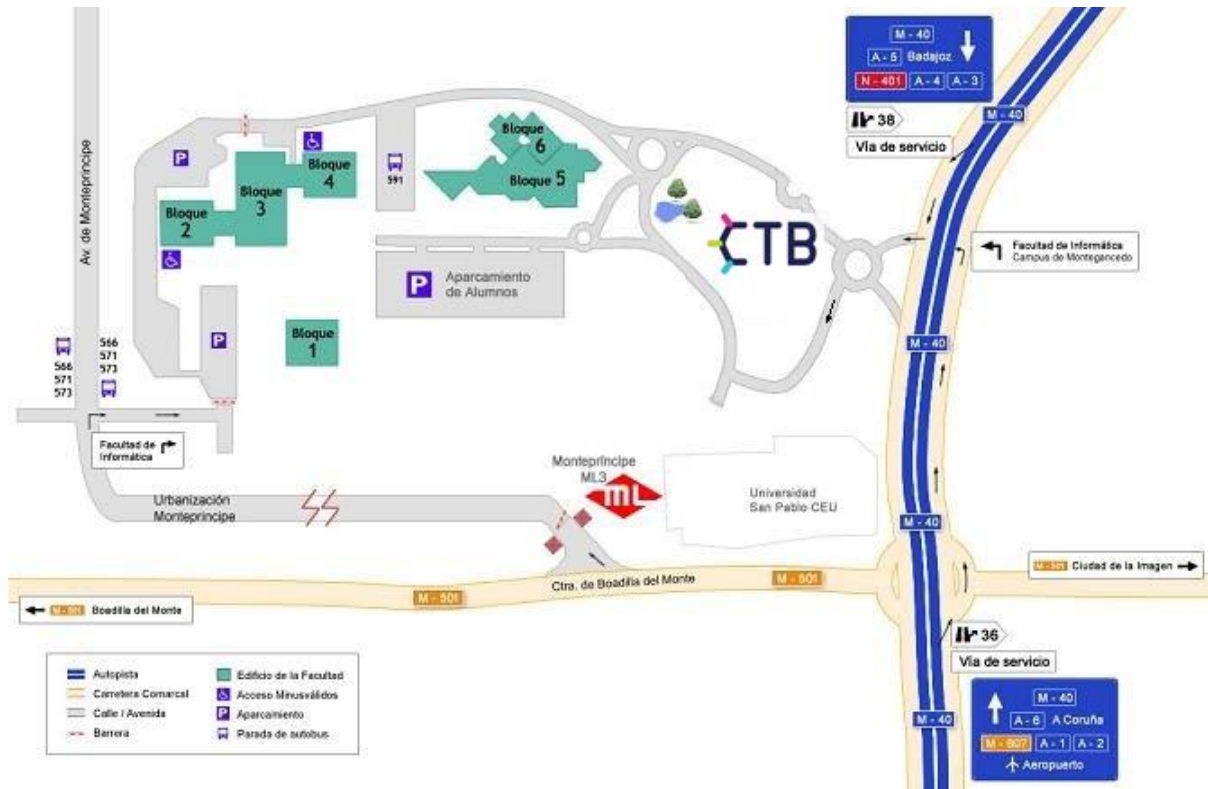 M - 40
A - 5 Badajoz
N - 401 A - 4 A - 3
38
Vía de servicio
M - 40
Av. de Montepríncipe
P
Bloque
2
Bloque
3
Bloque
4
591
Bloque
6
Bloque 5
CTB
Facultad de Informática
Campus de Montegancedo
P
Aparcamiento
de Alumnos
P
Bloque
1
M - 40
566
571
573
566
571
573
Facultad de
Informática
Montepríncipe
ML3
ML
Universidad
San Pablo CEU
Urbanización
Monteprincipe
M - 40
Ctra. de Boadilla del Monte
M - 501
M - 501
M - 501 Ciudad de la Imagen
M - 501 Boadilla del Monte
36
Vía de servicio
Autopista
Carretera Comarcal
Calle / Avenida
Barrera
Edificio de la Facultad
Acceso Minusválidos
P Aparcamiento
Parada de autobus
M - 40
M - 40
A - 6 A Coruña
M - 607 A - 1 A - 2
Aeropuerto